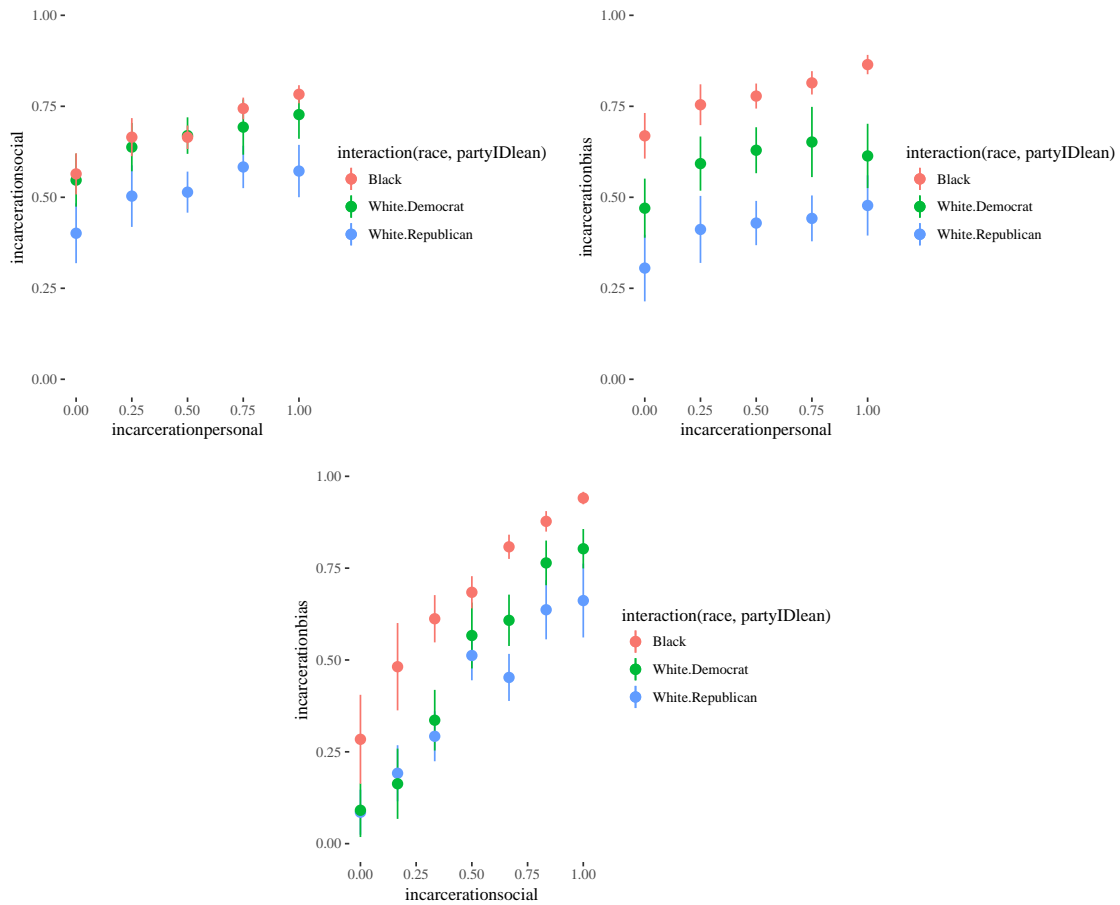 1.00
0.75
0.50
0.25
0.00
incarcerationsocial
0.00 0.25 0.50 0.75 1.00
incarcerationpersonal
interaction(race, partyIDlean)
Black
White.Democrat
White.Republican
1.00
0.75
0.50
0.25
0.00
incarcerationbias
0.00 0.25 0.50 0.75 1.00
incarcerationpersonal
interaction(race, partyIDlean)
Black
White.Democrat
White.Republican
1.00
0.75
0.50
0.25
0.00
incarcerationbias
0.00 0.25 0.50 0.75 1.00
incarcerationsocial
interaction(race, partyIDlean)
Black
White.Democrat
White.Republican